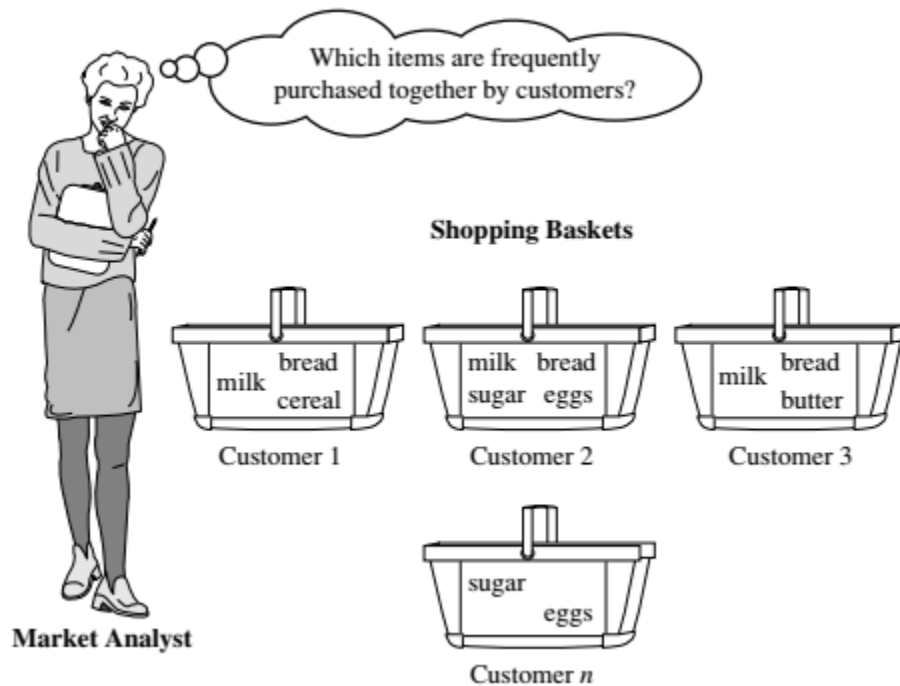 Which items are frequently
purchased together by customers?
Shopping Baskets
milk
bread
cereal
Customer 1
milk bread
sugar eggs
Customer 2
milk
bread
butter
Customer 3
sugar
eggs
Customer n
Market Analyst